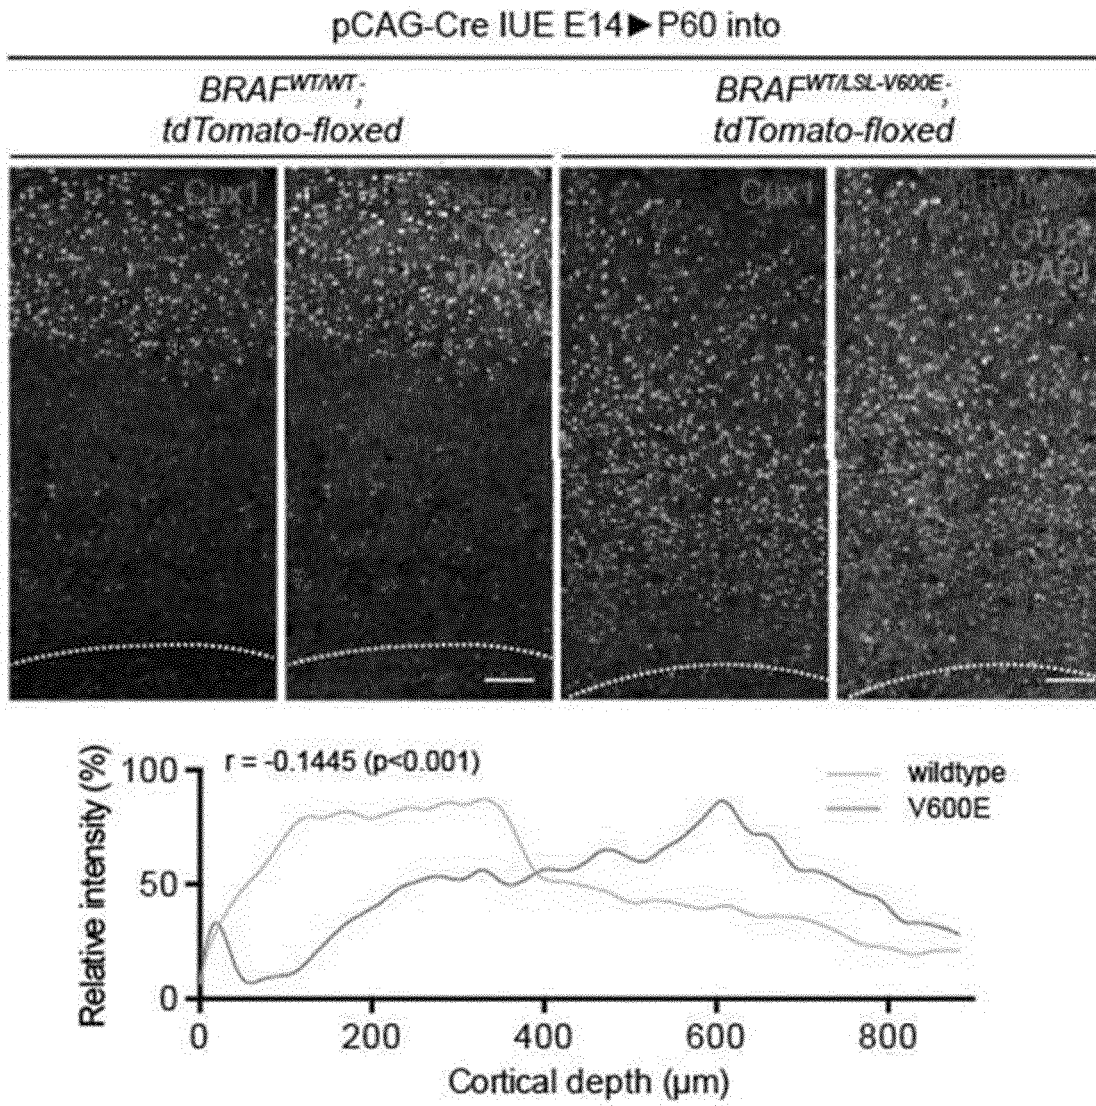 pCAG-Cre IUE E14►P60 into
BRAF^WT/WT;
tdTomato-floxed
BRAF^WT/LSL-V600E;
tdTomato-floxed
Cux1
DAPI
Cux1
Cux1
DAPI
r = -0.1445 (p<0.001)
wildtype
V600E
Relative intensity (%)
100
50
0
0
200
400
600
800
Cortical depth (µm)